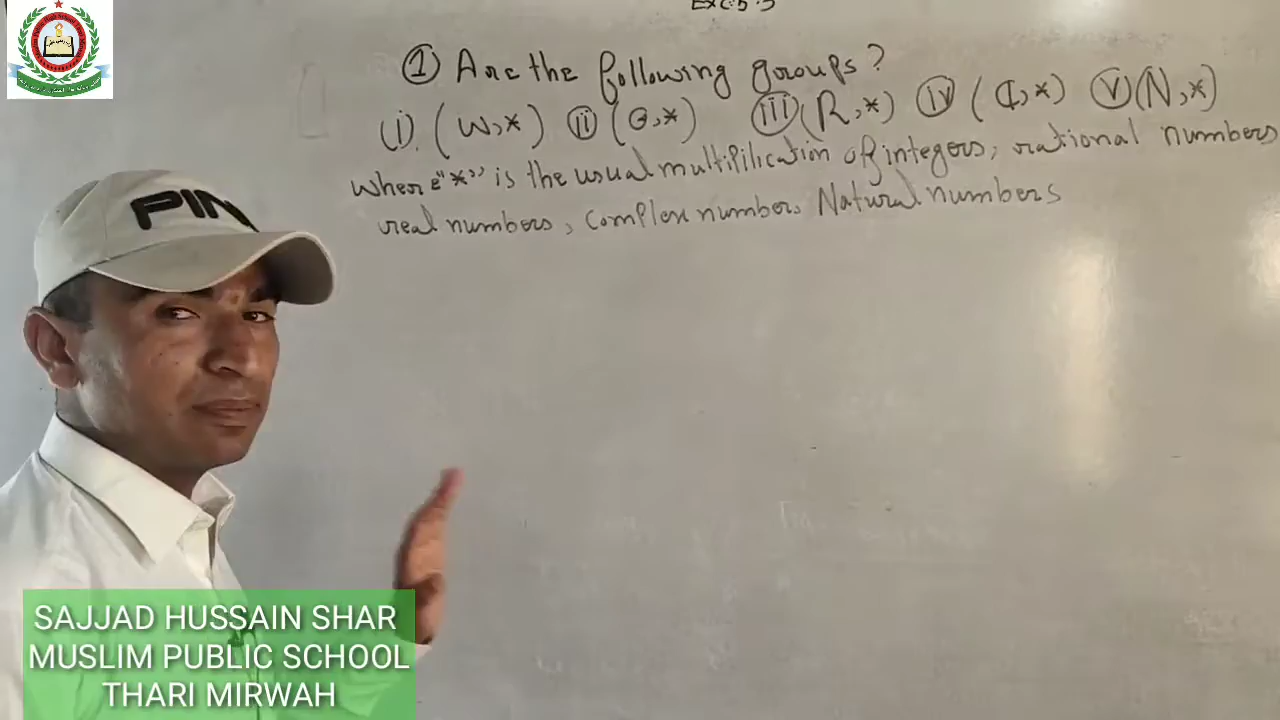 Exc:5.3
① Are the following groups?
(i) (W,*) ⓘⓘ (Q,*) ⓘⓘⓘ (R,*) ⓘⓥ (C,*) ⓥ (N,*)
where "*" is the usual multiplication of integers, rational numbers
real numbers, complex numbers Natural numbers
PIN
SAJJAD HUSSAIN SHAR
MUSLIM PUBLIC SCHOOL
THARI MIRWAH